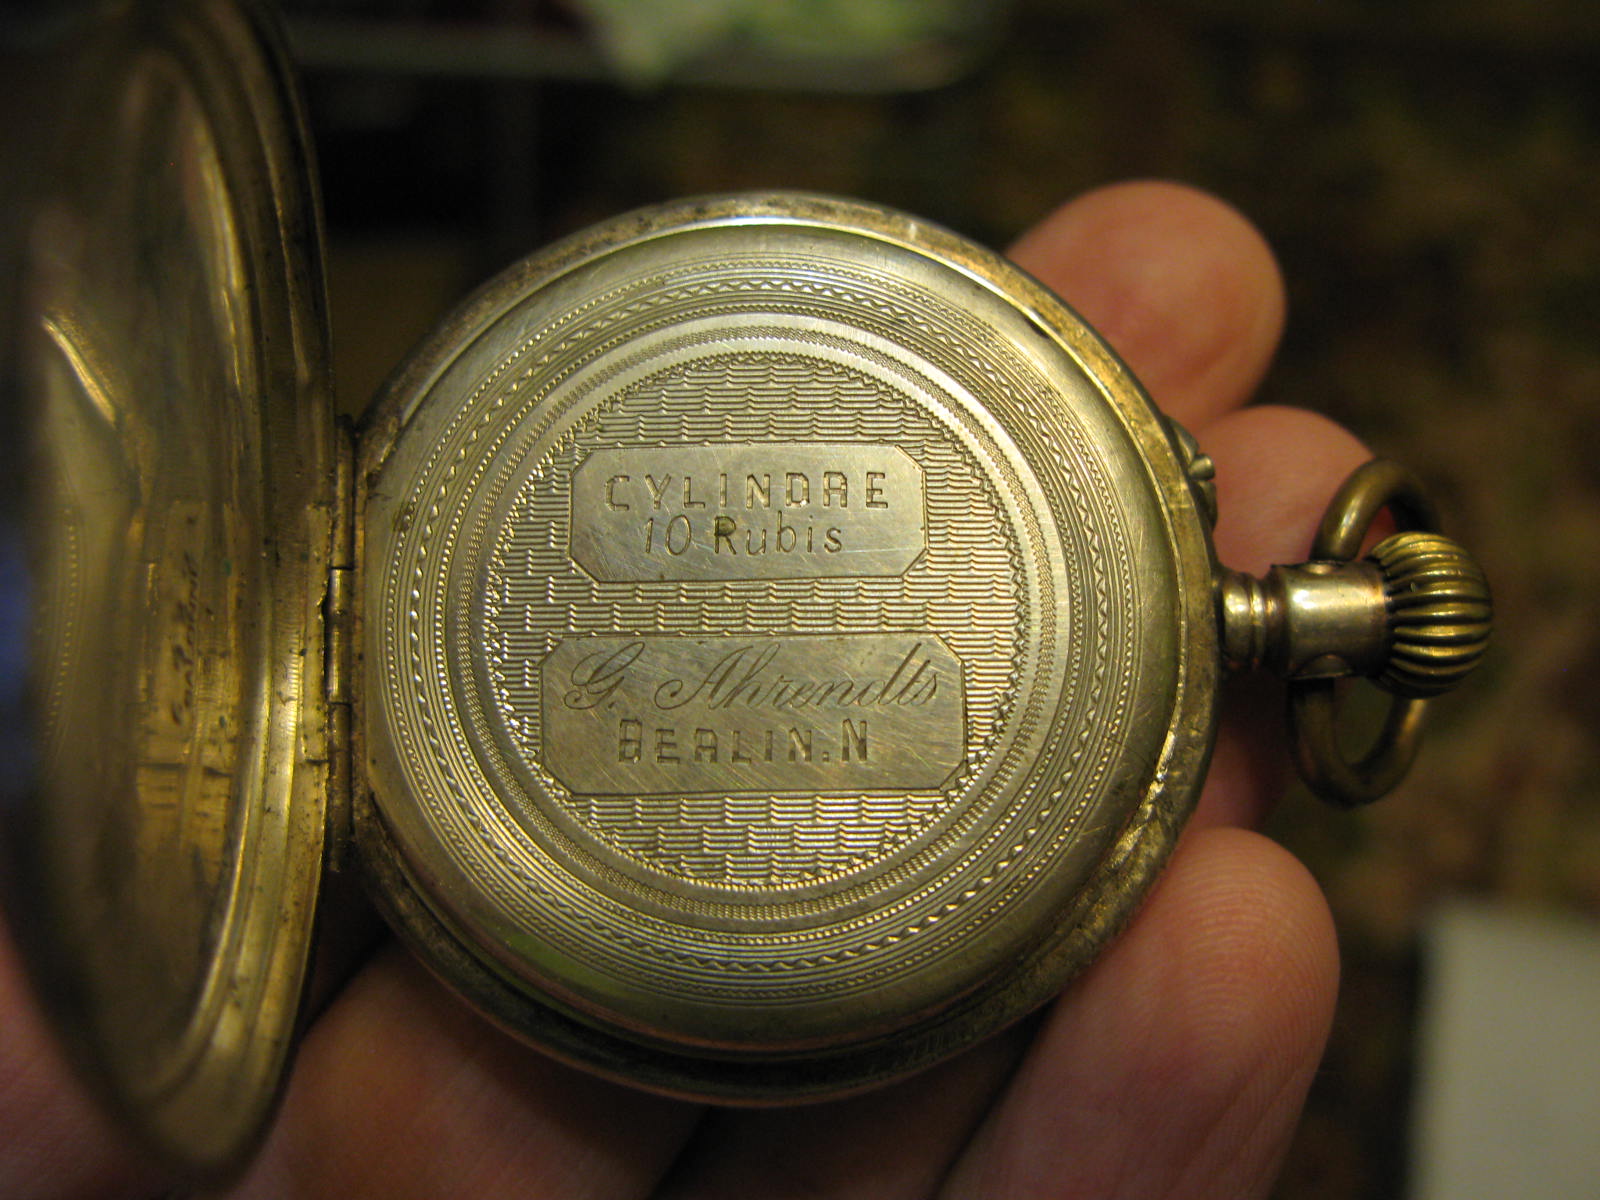 CYLINDRE
10 Rubis
G. Ahrendts
BERLIN.N